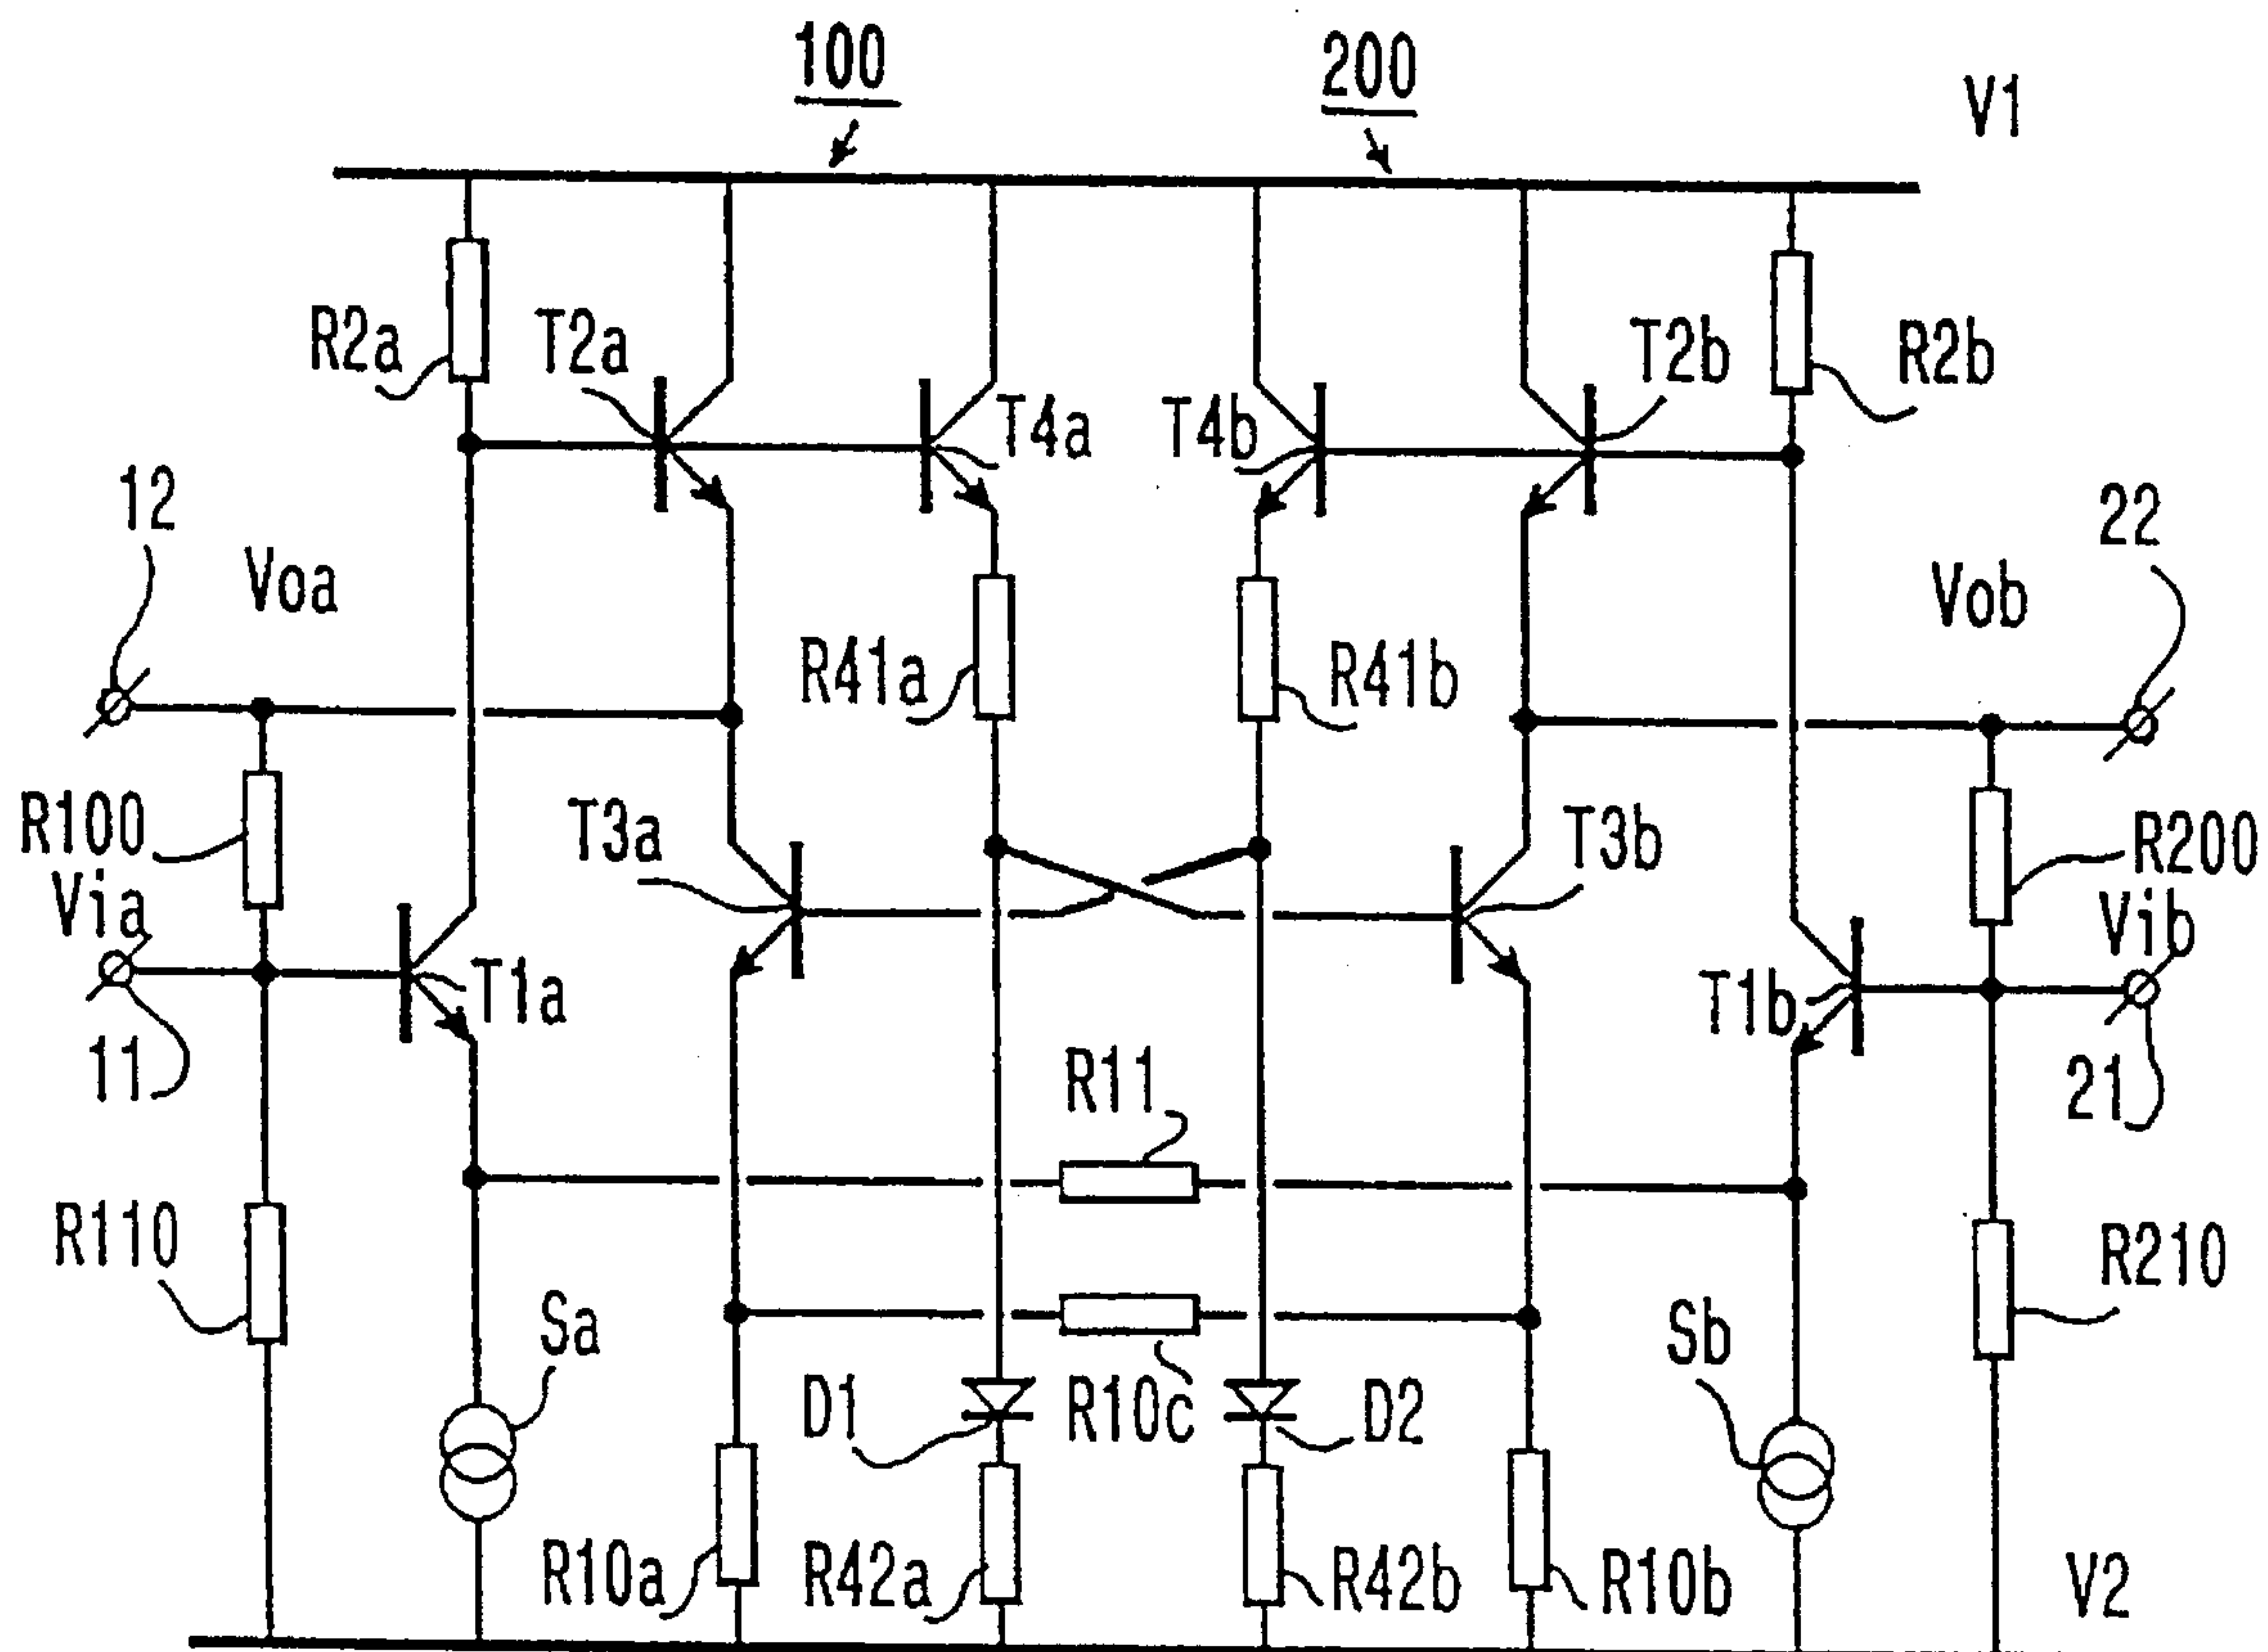 100
200
V1
R2a
T2a
T4a
T4b
T2b
R2b
12
Voa
22
Vob
R41a
R41b
R100
T3a
T3b
R200
Via
Vib
T1a
T1b
11
21
R11
R110
R210
Sa
Sb
D1
R10c
D2
R10a
R42a
R42b
R10b
V2